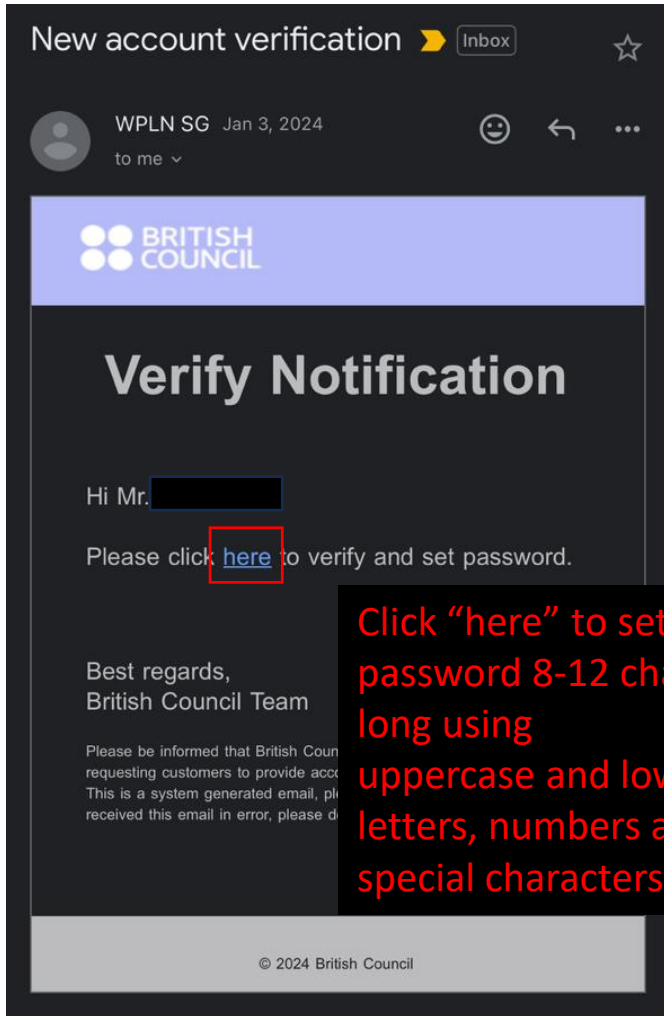 New account verification Inbox
WPLN SG Jan 3, 2024
to me
BRITISH
COUNCIL
Verify Notification
Hi Mr.
Please click here to verify and set password.
Click “here” to set
password 8-12 cha
long using
uppercase and low
letters, numbers a
special characters
Best regards,
British Council Team
Please be informed that British Coun
requesting customers to provide acc
This is a system generated email, pl
received this email in error, please d
© 2024 British Council